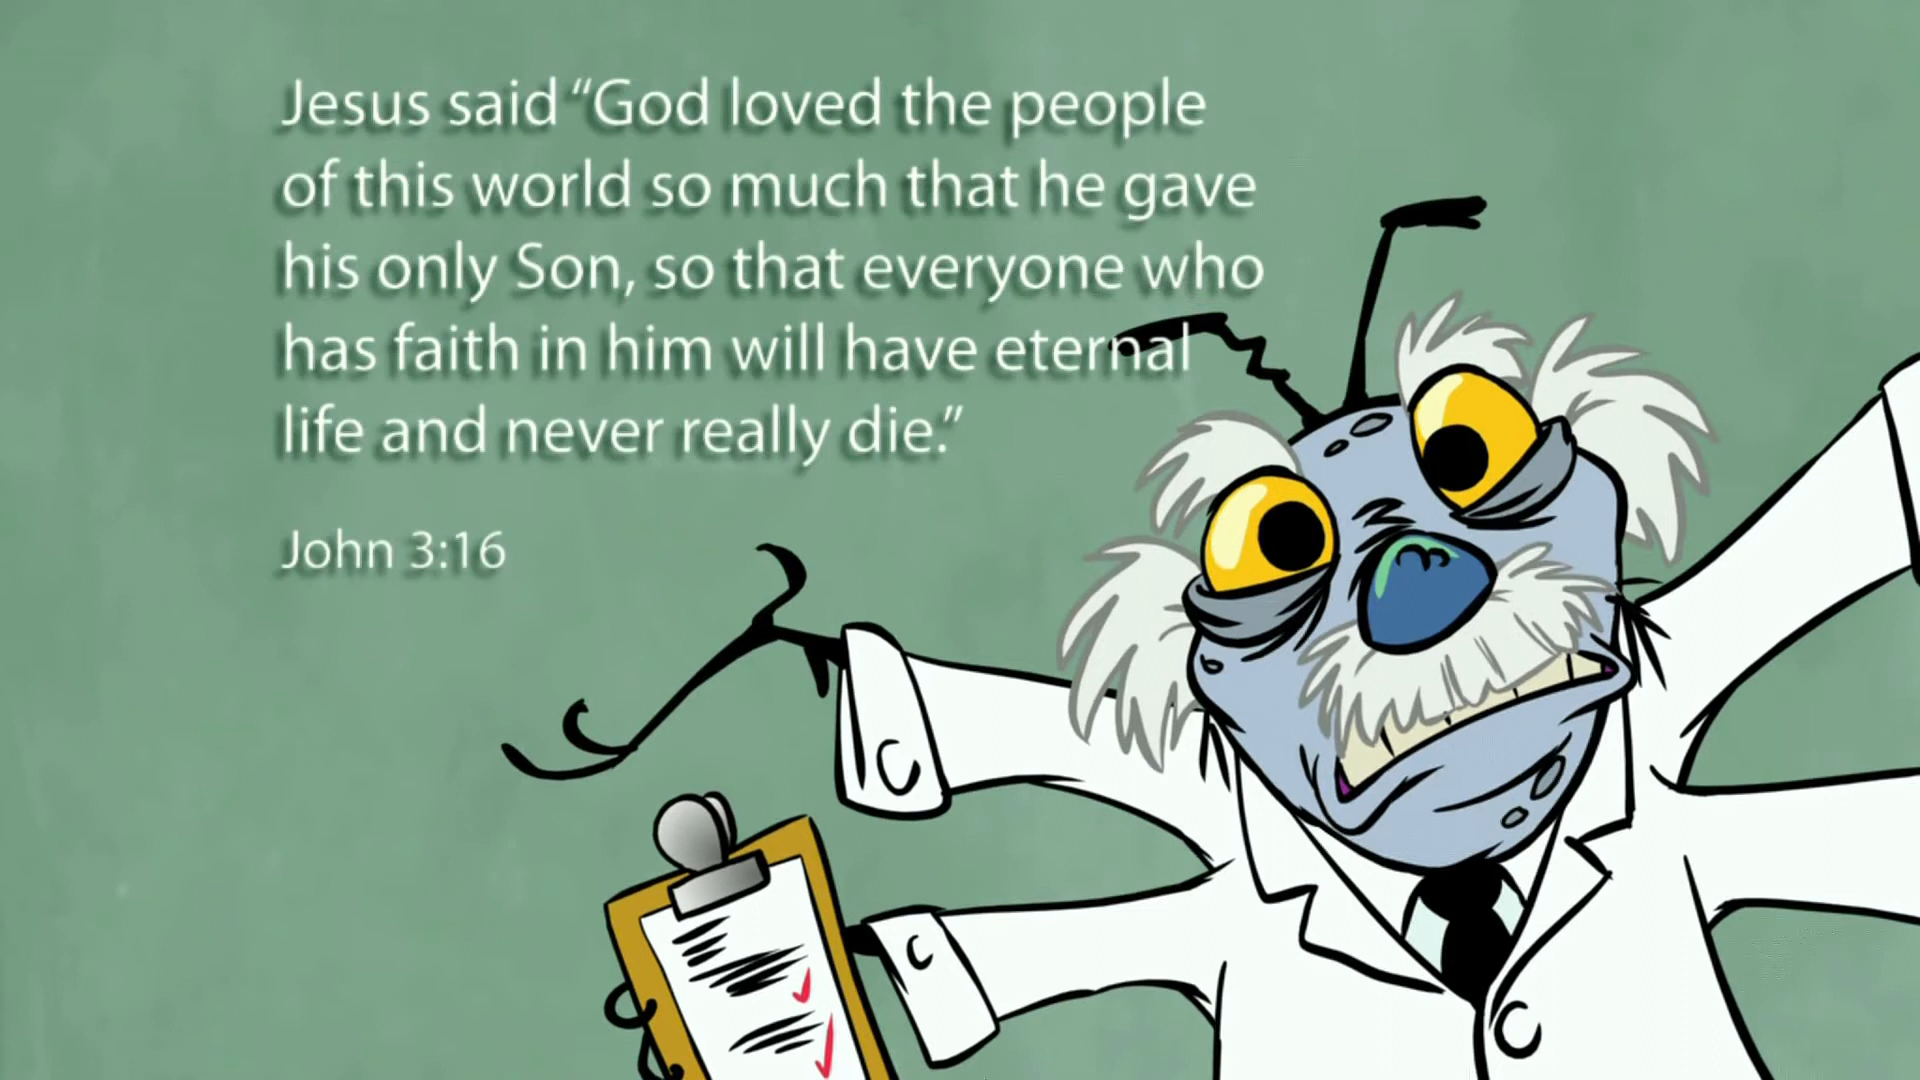 Jesus said “God loved the people
of this world so much that he gave
his only Son, so that everyone who
has faith in him will have eternal
life and never really die.”
John 3:16